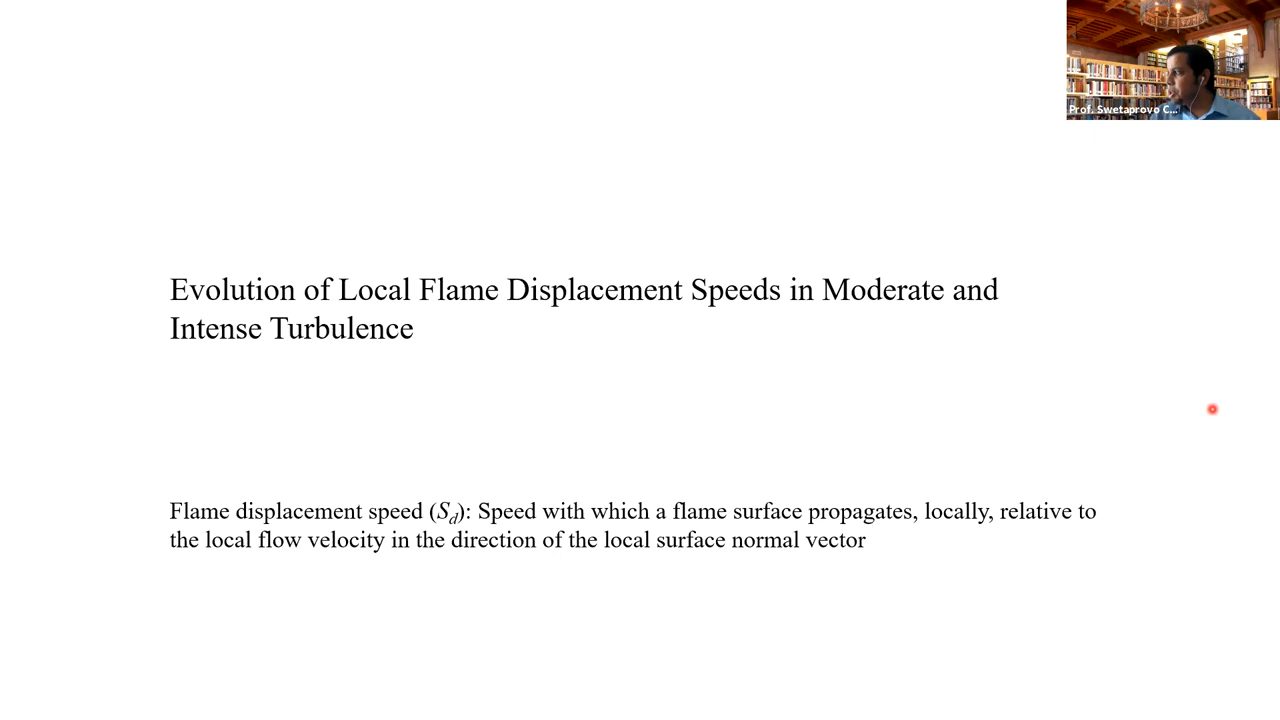 Prof. Swetaprovo C...
Evolution of Local Flame Displacement Speeds in Moderate and
Intense Turbulence
Flame displacement speed (S_d): Speed with which a flame surface propagates, locally, relative to
the local flow velocity in the direction of the local surface normal vector